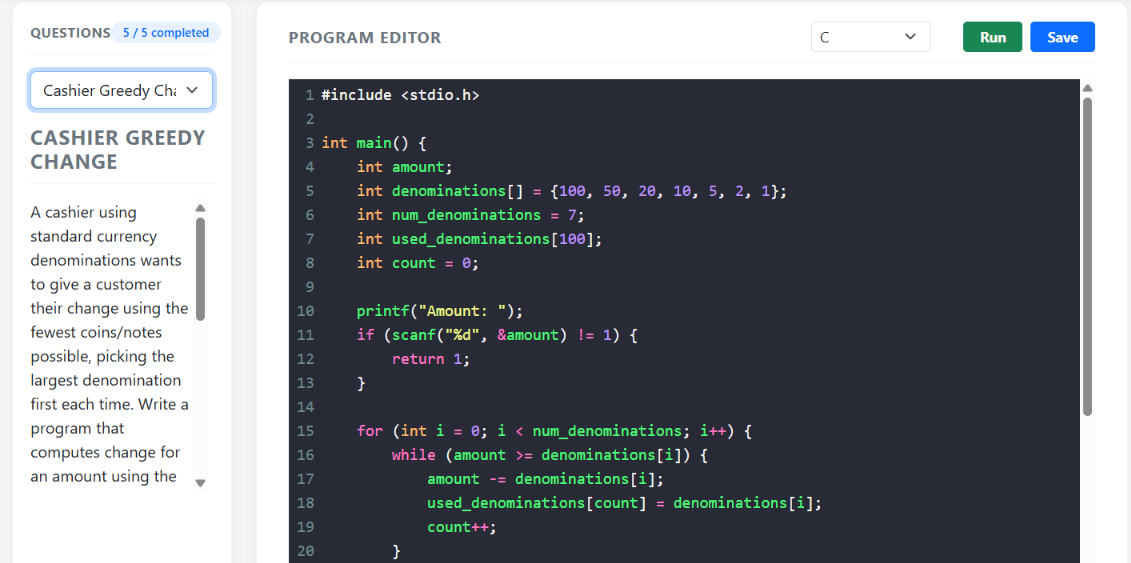 QUESTIONS 5 / 5 completed
Cashier Greedy Cha
CASHIER GREEDY
CHANGE
A cashier using
standard currency
denominations wants
to give a customer
their change using the
fewest coins/notes
possible, picking the
largest denomination
first each time. Write a
program that
computes change for
an amount using the
PROGRAM EDITOR
C
Run
Save
1 #include <stdio.h>
2
3 int main() {
4     int amount;
5     int denominations[] = {100, 50, 20, 10, 5, 2, 1};
6     int num_denominations = 7;
7     int used_denominations[100];
8     int count = 0;
9
10     printf("Amount: ");
11     if (scanf("%d", &amount) != 1) {
12         return 1;
13     }
14
15     for (int i = 0; i < num_denominations; i++) {
16         while (amount >= denominations[i]) {
17             amount -= denominations[i];
18             used_denominations[count] = denominations[i];
19             count++;
20         }